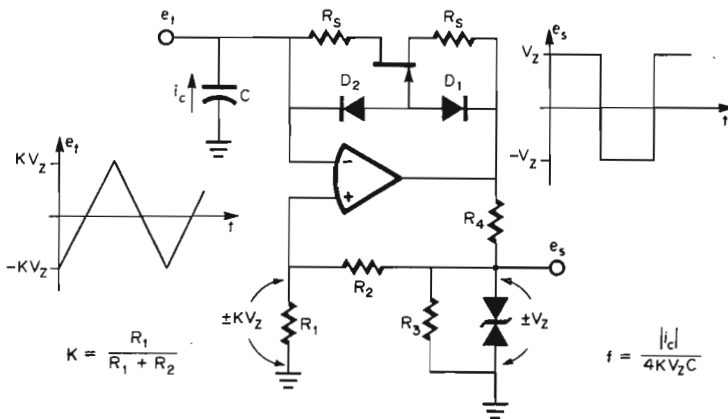 e_t
R_S
R_S
e_s
V_Z
t
-V_Z
i_c
C
D_2
D_1
e_t
KV_Z
t
-KV_Z
-
+
R_4
e_s
R_2
±KV_Z
R_1
R_3
±V_Z
K = R_1 / (R_1 + R_2)
f = |i_c| / 4KV_ZC